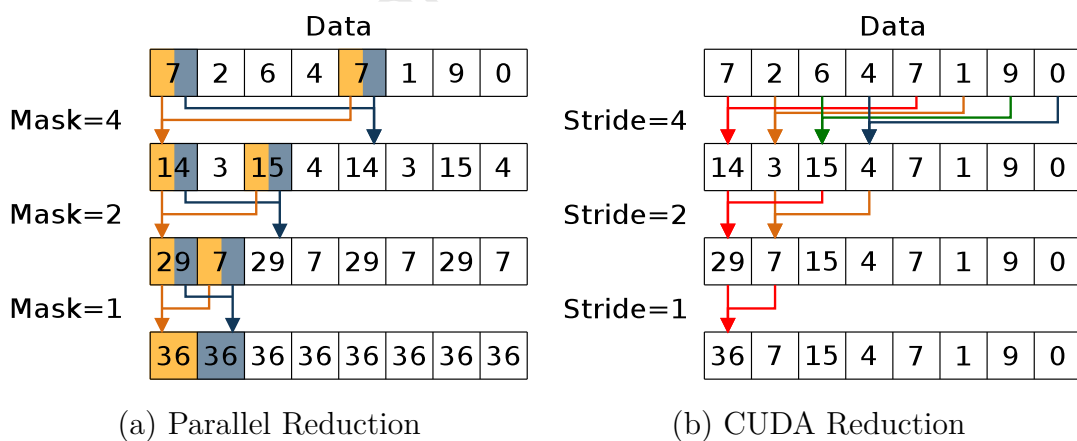 Data
7 2 6 4 7 1 9 0
Mask=4
14 3 15 4 14 3 15 4
Mask=2
29 7 29 7 29 7 29 7
Mask=1
36 36 36 36 36 36 36 36
(a) Parallel Reduction
Data
7 2 6 4 7 1 9 0
Stride=4
14 3 15 4 7 1 9 0
Stride=2
29 7 15 4 7 1 9 0
Stride=1
36 7 15 4 7 1 9 0
(b) CUDA Reduction